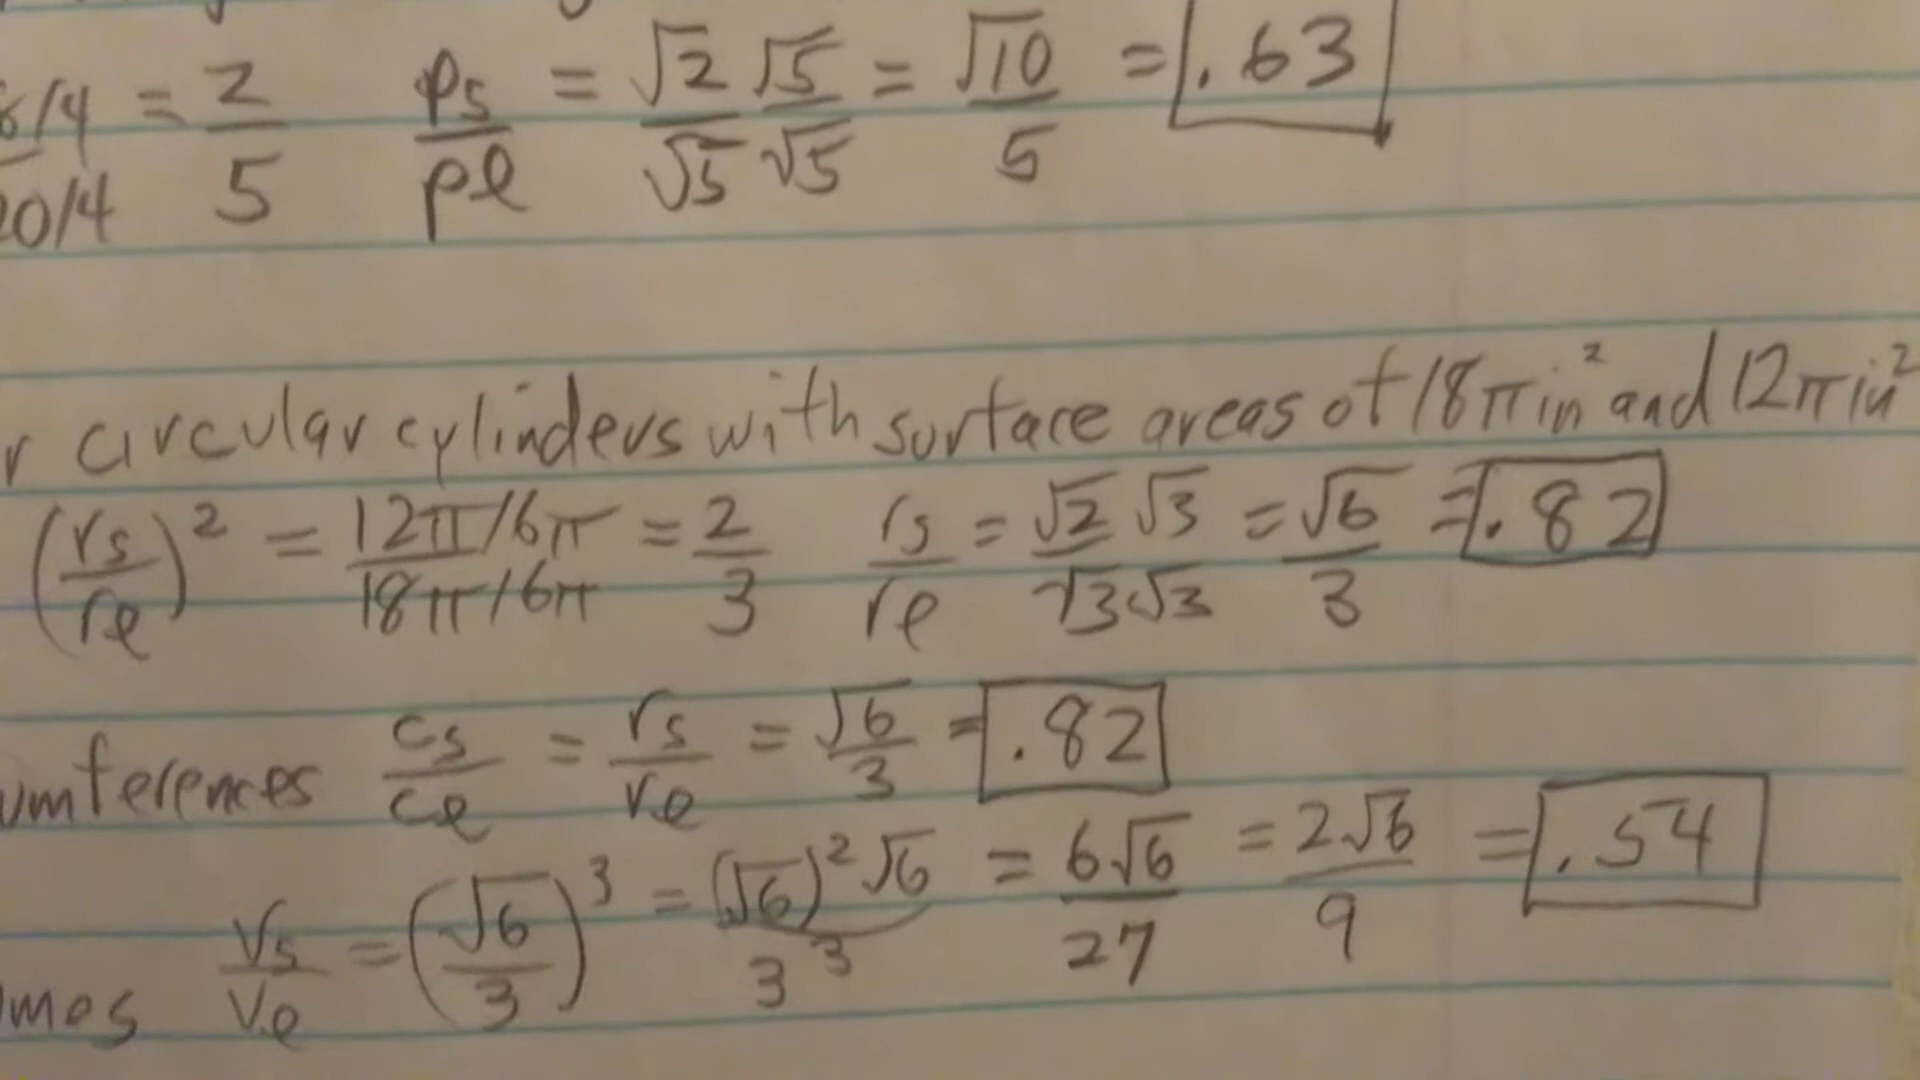 8/4/20/4 = 2/5 ps/pl = √2/√5 √5/√5 = √10/5 = .63
r circular cylinders with surface areas of 18π in² and 12π in²
(rs/rl)² = 12π/6π/18π/6π = 2/3 rs/rl = √2 √3/√3 √3 = √6/3 = .82
umferences cs/cl = rs/rl = √6/3 = .82
umes vs/vl = (√6/3)³ = (√6)² √6/3³ = 6√6/27 = 2√6/9 = .54